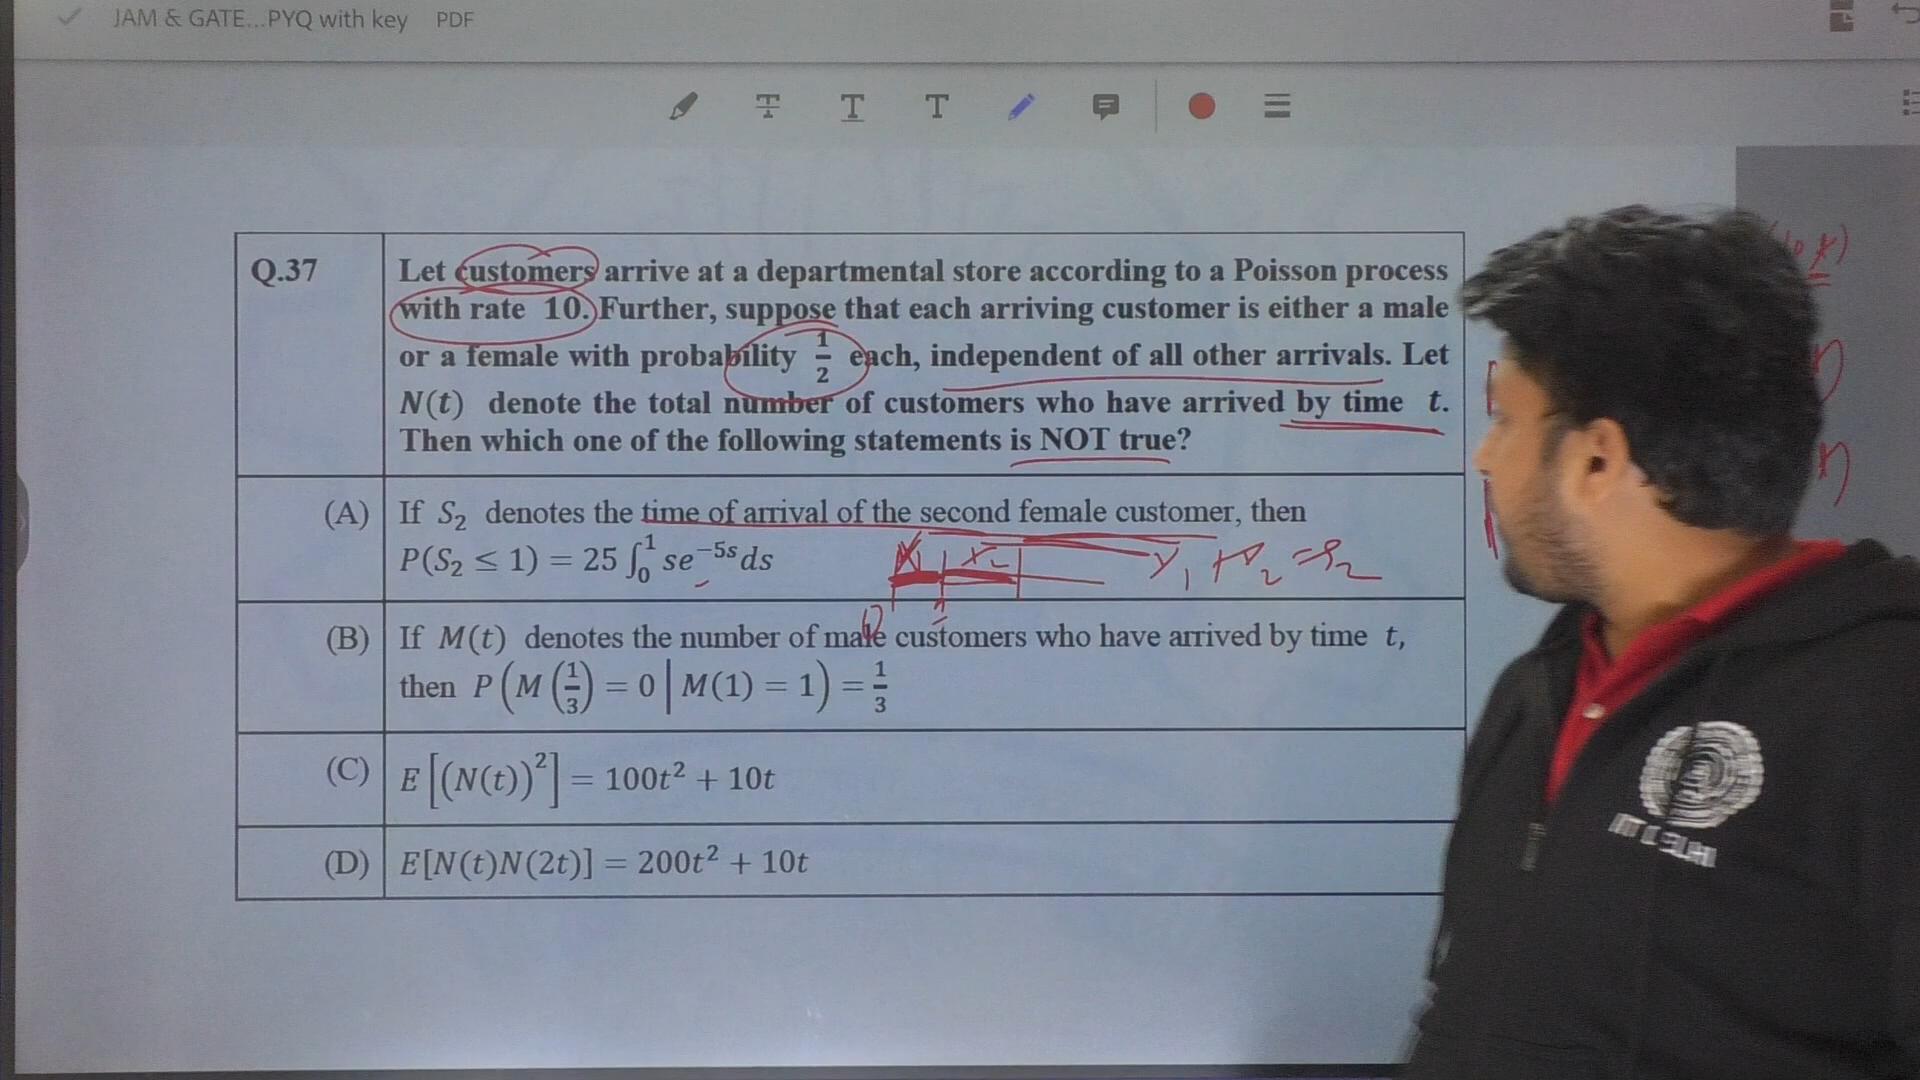 JAM & GATE...PYQ with key PDF
Q.37
Let customers arrive at a departmental store according to a Poisson process
with rate 10. Further, suppose that each arriving customer is either a male
or a female with probability 1/2 each, independent of all other arrivals. Let
N(t) denote the total number of customers who have arrived by time t.
Then which one of the following statements is NOT true?
(A) If S₂ denotes the time of arrival of the second female customer, then
P(S₂ ≤ 1) = 25 ∫₀¹ se⁻⁵ˢ ds
X₂
(B) If M(t) denotes the number of male customers who have arrived by time t,
then P(M(1/3) = 0 | M(1) = 1) = 1/3
(C) E[(N(t))²] = 100t² + 10t
(D) E[N(t)N(2t)] = 200t² + 10t